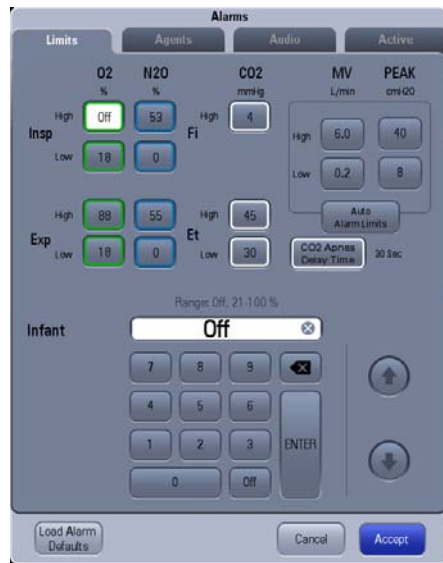 Alarms
Limits Agents Audio Active
O2 N2O CO2 MV PEAK
% % mmHg L/min cmH2O
Insp High Off 53 Fi High 4 High 6.0 40
Low 18 0 Low 0.2 8
Auto Alarm Limits
Exp High 88 55 Et High 45
Low 18 0 Low 30 CO2 Apnea Delay Time 30 Sec
Range: Off, 21-100 %
Infant Off
7 8 9
4 5 6
1 2 3 ENTER
0 Off
Load Alarm Defaults Cancel Accept